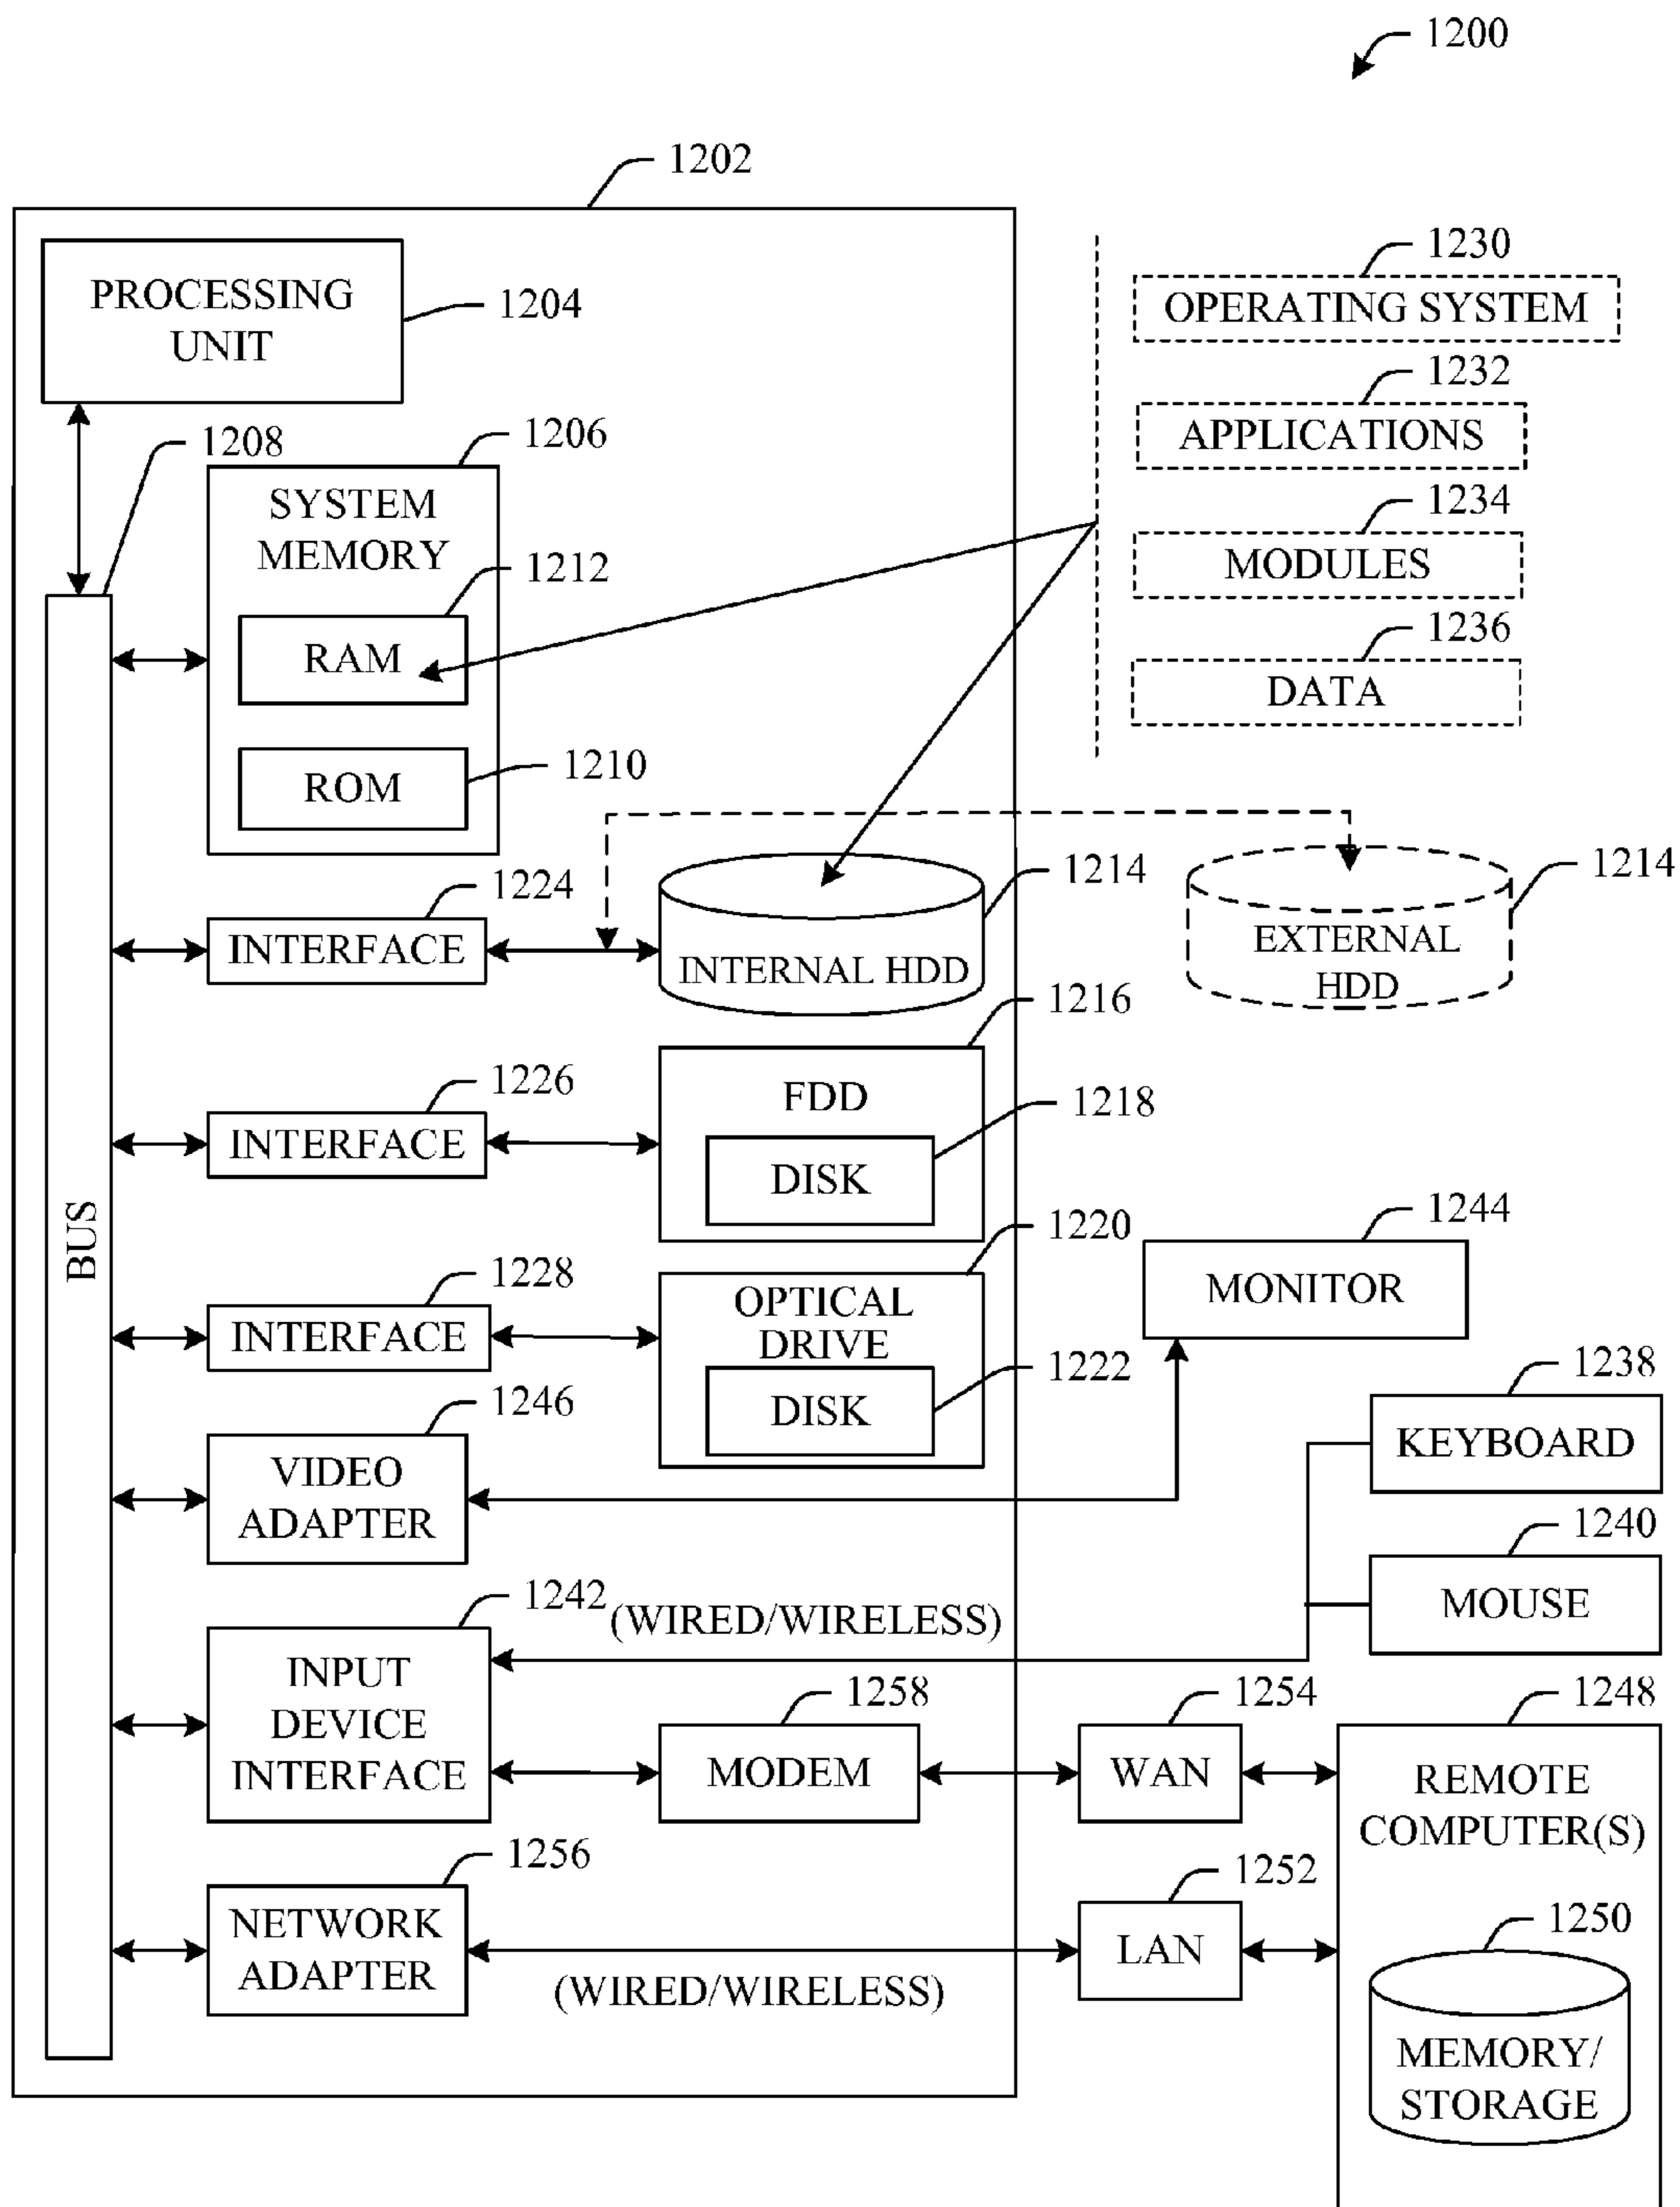 1200
1202
PROCESSING
UNIT
1204
1230
OPERATING SYSTEM
1232
APPLICATIONS
1234
MODULES
1236
DATA
1208
1206
SYSTEM
MEMORY
1212
RAM
1210
ROM
1224
INTERFACE
1214
INTERNAL HDD
1214
EXTERNAL
HDD
1226
INTERFACE
1216
FDD
1218
DISK
BUS
1228
INTERFACE
1220
OPTICAL
DRIVE
1222
DISK
1244
MONITOR
1246
VIDEO
ADAPTER
1238
KEYBOARD
1240
MOUSE
1242
(WIRED/WIRELESS)
INPUT
DEVICE
INTERFACE
1258
MODEM
1254
WAN
1248
REMOTE
COMPUTER(S)
1256
NETWORK
ADAPTER
(WIRED/WIRELESS)
1252
LAN
1250
MEMORY/
STORAGE